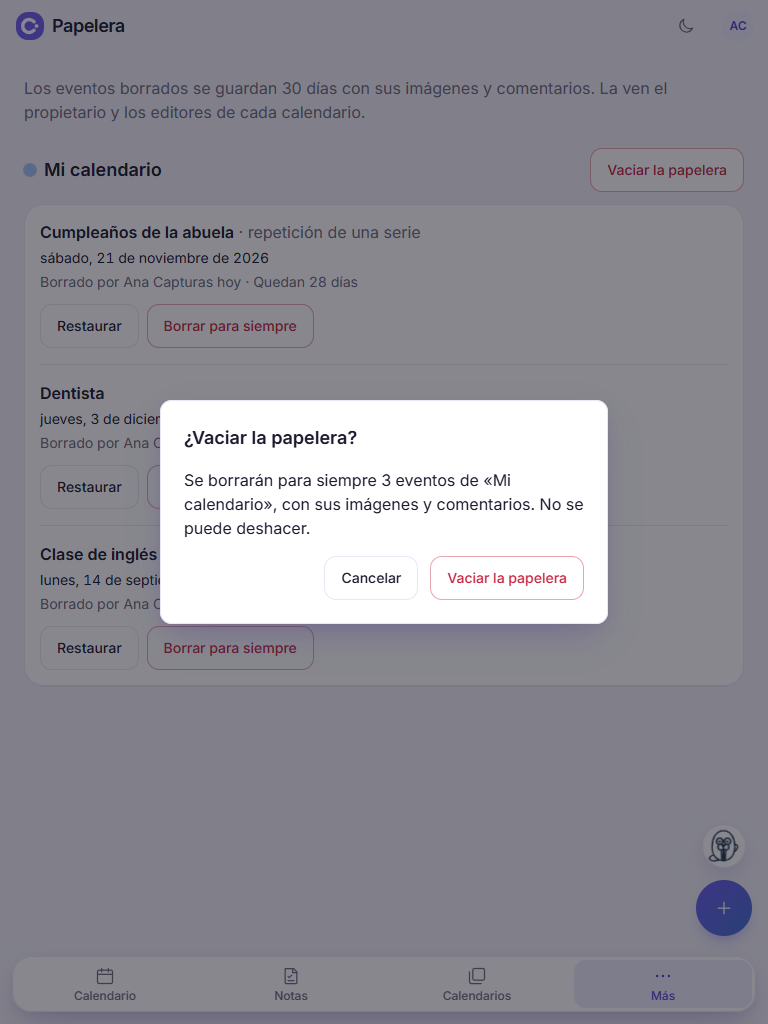 Papelera
AC
Los eventos borrados se guardan 30 días con sus imágenes y comentarios. La ven el
propietario y los editores de cada calendario.
Mi calendario
Vaciar la papelera
Cumpleaños de la abuela · repetición de una serie
sábado, 21 de noviembre de 2026
Borrado por Ana Capturas hoy · Quedan 28 días
Restaurar
Borrar para siempre
Dentista
jueves, 3 de
Borrado por Ana
Restaurar
¿Vaciar la papelera?
Se borrarán para siempre 3 eventos de «Mi
calendario», con sus imágenes y comentarios. No se
puede deshacer.
Cancelar
Vaciar la papelera
Clase de inglés
lunes, 14 de
Borrado por Ana
Restaurar
Borrar para siempre
Calendario
Notas
Calendarios
Más